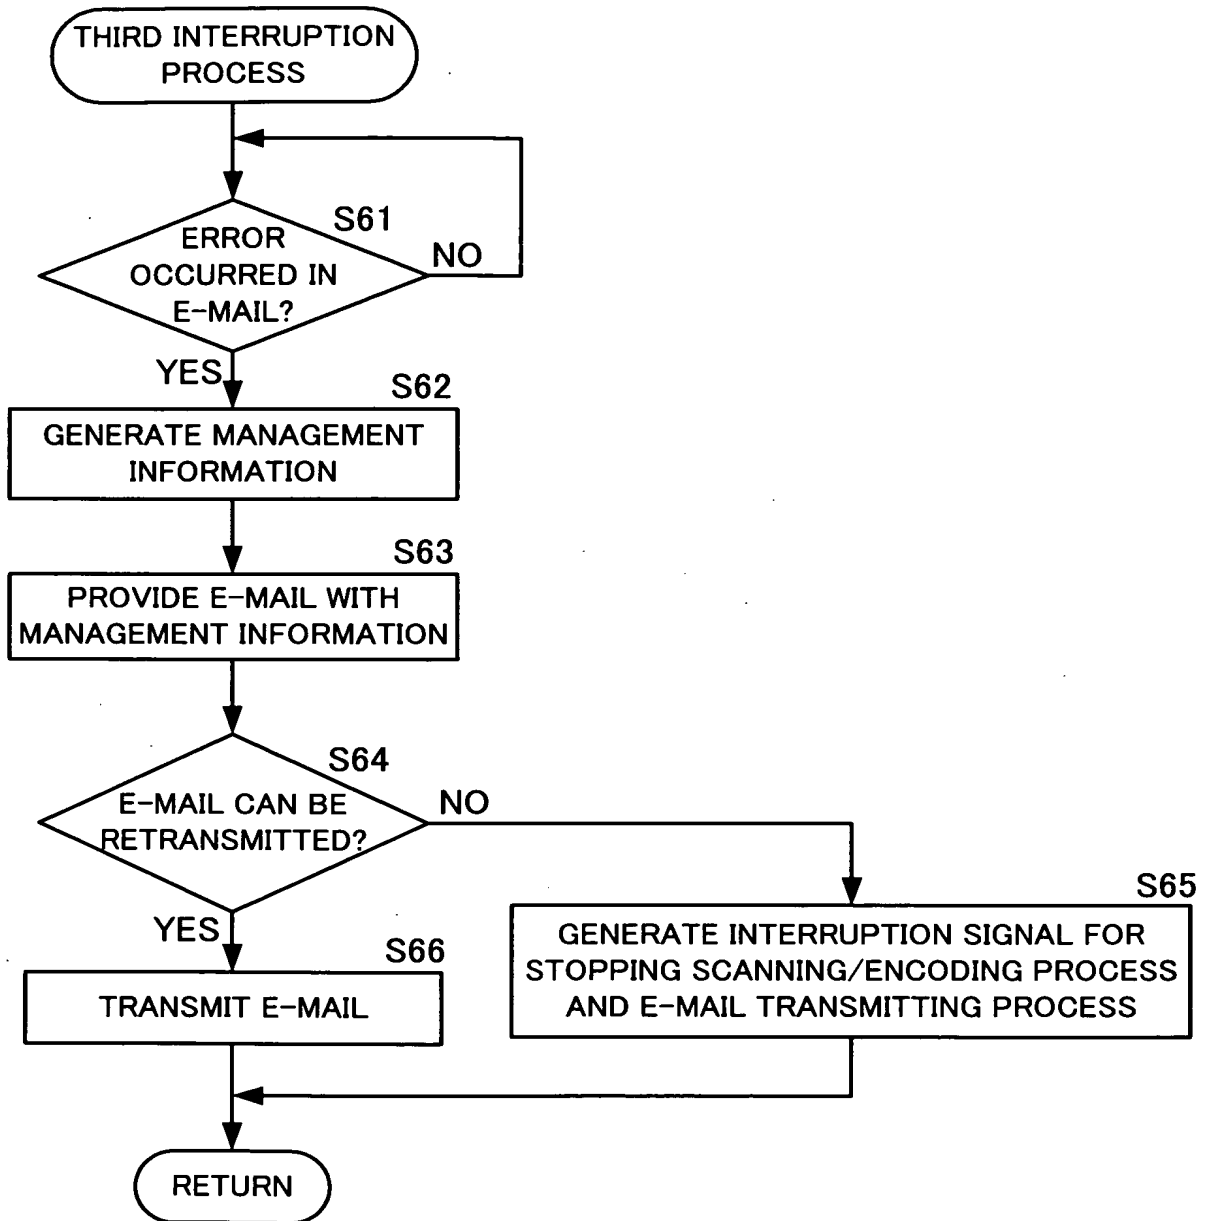 THIRD INTERRUPTION
PROCESS
S61
ERROR
OCCURRED IN
E-MAIL?
NO
YES
S62
GENERATE MANAGEMENT
INFORMATION
S63
PROVIDE E-MAIL WITH
MANAGEMENT INFORMATION
S64
E-MAIL CAN BE
RETRANSMITTED?
NO
YES
S65
GENERATE INTERRUPTION SIGNAL FOR
STOPPING SCANNING/ENCODING PROCESS
AND E-MAIL TRANSMITTING PROCESS
S66
TRANSMIT E-MAIL
RETURN